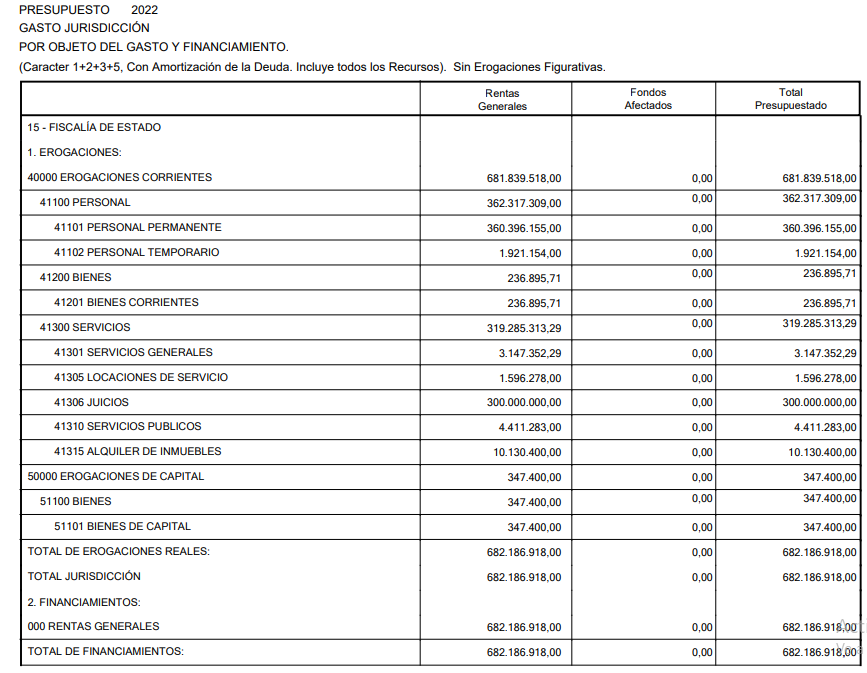 PRESUPUESTO 2022
GASTO JURISDICCIÓN
POR OBJETO DEL GASTO Y FINANCIAMIENTO.
(Caracter 1+2+3+5, Con Amortización de la Deuda. Incluye todos los Recursos). Sin Erogaciones Figurativas.
Rentas Generales Fondos Afectados Total Presupuestado
15 - FISCALÍA DE ESTADO
1. EROGACIONES:
40000 EROGACIONES CORRIENTES 681.839.518,00 0,00 681.839.518,00
41100 PERSONAL 362.317.309,00 0,00 362.317.309,00
41101 PERSONAL PERMANENTE 360.396.155,00 0,00 360.396.155,00
41102 PERSONAL TEMPORARIO 1.921.154,00 0,00 1.921.154,00
41200 BIENES 236.895,71 0,00 236.895,71
41201 BIENES CORRIENTES 236.895,71 0,00 236.895,71
41300 SERVICIOS 319.285.313,29 0,00 319.285.313,29
41301 SERVICIOS GENERALES 3.147.352,29 0,00 3.147.352,29
41305 LOCACIONES DE SERVICIO 1.596.278,00 0,00 1.596.278,00
41306 JUICIOS 300.000.000,00 0,00 300.000.000,00
41310 SERVICIOS PUBLICOS 4.411.283,00 0,00 4.411.283,00
41315 ALQUILER DE INMUEBLES 10.130.400,00 0,00 10.130.400,00
50000 EROGACIONES DE CAPITAL 347.400,00 0,00 347.400,00
51100 BIENES 347.400,00 0,00 347.400,00
51101 BIENES DE CAPITAL 347.400,00 0,00 347.400,00
TOTAL DE EROGACIONES REALES: 682.186.918,00 0,00 682.186.918,00
TOTAL JURISDICCIÓN 682.186.918,00 0,00 682.186.918,00
2. FINANCIAMIENTOS:
000 RENTAS GENERALES 682.186.918,00 0,00 682.186.918,00
TOTAL DE FINANCIAMIENTOS: 682.186.918,00 0,00 682.186.918,00